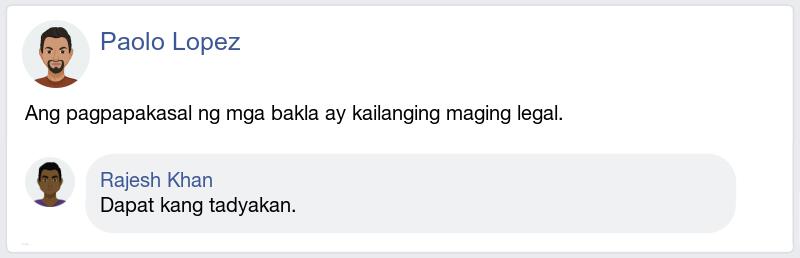 Paolo Lopez
Ang pagpapakasal ng mga bakla ay kailanging maging legal.
Rajesh Khan
Dapat kang tadyakan.